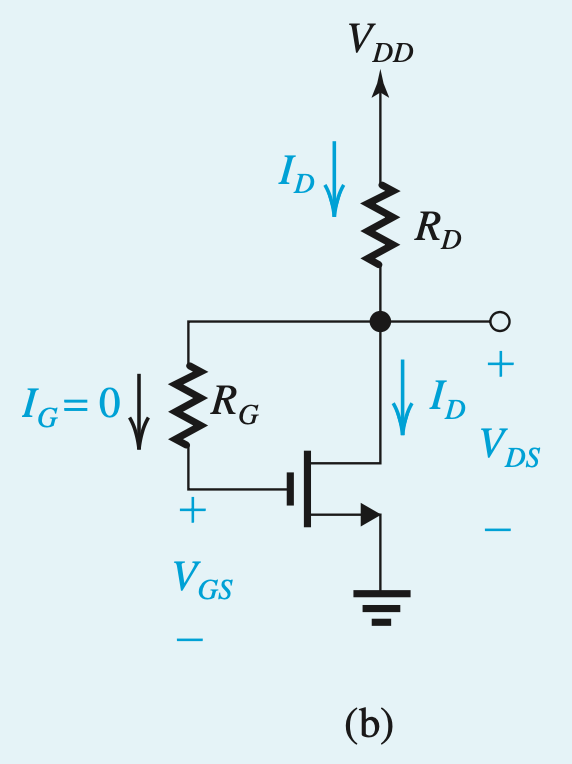 V_DD
I_D
R_D
I_G = 0
R_G
I_D
+
V_DS
−
+
V_GS
−
(b)